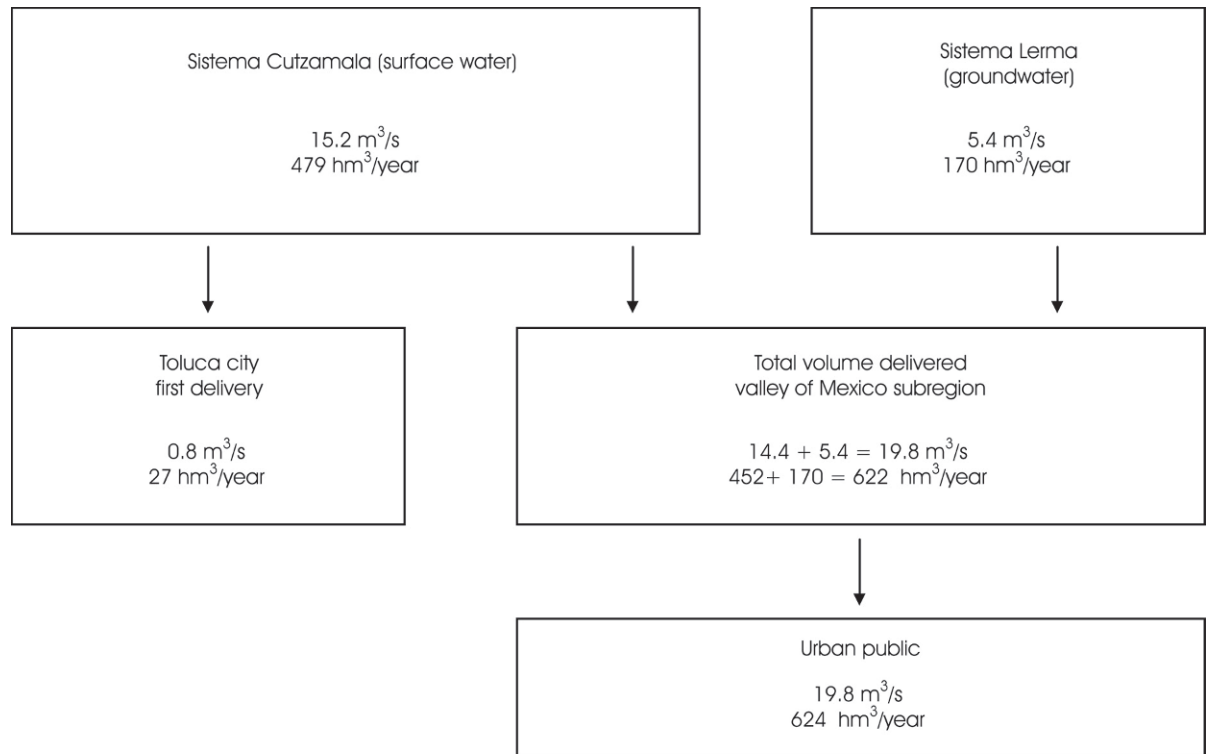 Sistema Cutzamala (surface water)
15.2 m³/s
479 hm³/year
Sistema Lerma
(groundwater)
5.4 m³/s
170 hm³/year
Toluca city
first delivery
0.8 m³/s
27 hm³/year
Total volume delivered
valley of Mexico subregion
14.4 + 5.4 = 19.8 m³/s
452+ 170 = 622 hm³/year
Urban public
19.8 m³/s
624 hm³/year